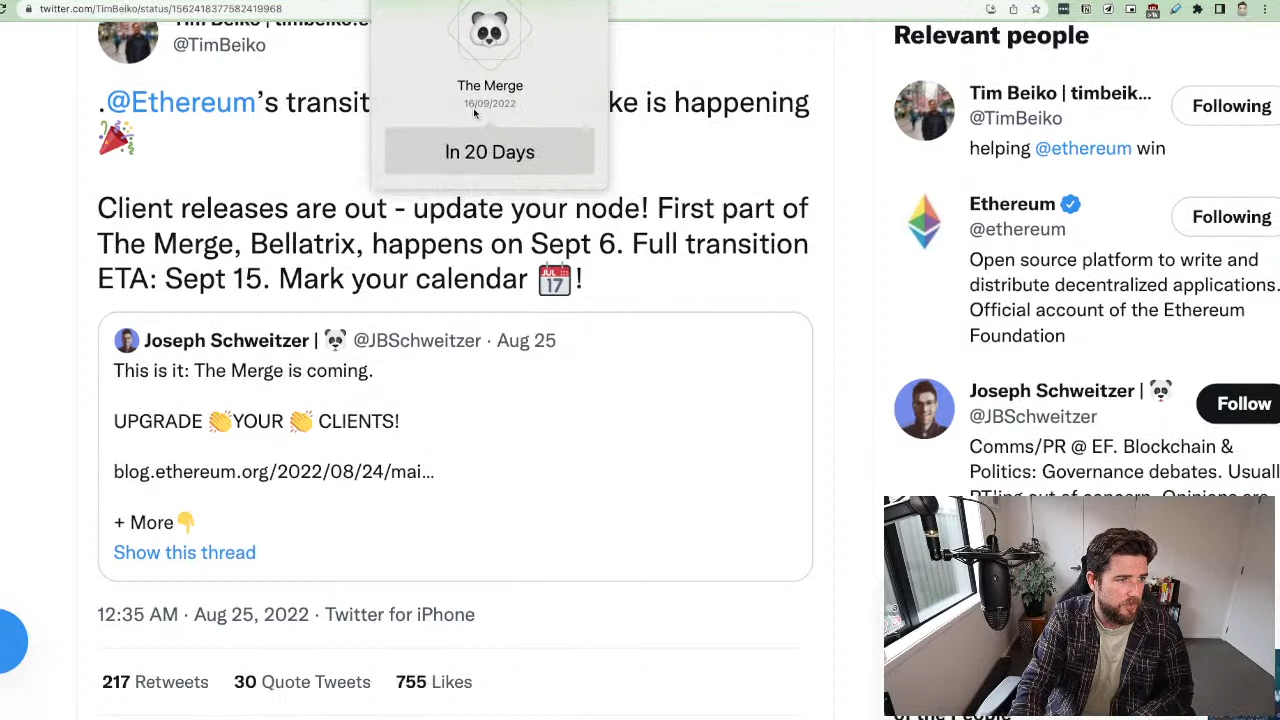 twitter.com/TimBeiko/status/1562418377582419968
@TimBeiko
.@Ethereum's transit
ke is happening
🎉
The Merge
16/09/2022
In 20 Days
Client releases are out - update your node! First part of
The Merge, Bellatrix, happens on Sept 6. Full transition
ETA: Sept 15. Mark your calendar 📅!
Joseph Schweitzer | 🐼 @JBSchweitzer · Aug 25
This is it: The Merge is coming.
UPGRADE 👏YOUR 👏 CLIENTS!
blog.ethereum.org/2022/08/24/mai...
+ More👇
Show this thread
12:35 AM · Aug 25, 2022 · Twitter for iPhone
217 Retweets 30 Quote Tweets 755 Likes
Relevant people
Tim Beiko | timbeik...
@TimBeiko
Following
helping @ethereum win
Ethereum
@ethereum
Following
Open source platform to write and
distribute decentralized applications.
Official account of the Ethereum
Foundation
Joseph Schweitzer | 🐼
@JBSchweitzer
Follow
Comms/PR @ EF. Blockchain &
Politics: Governance debates. Usuall